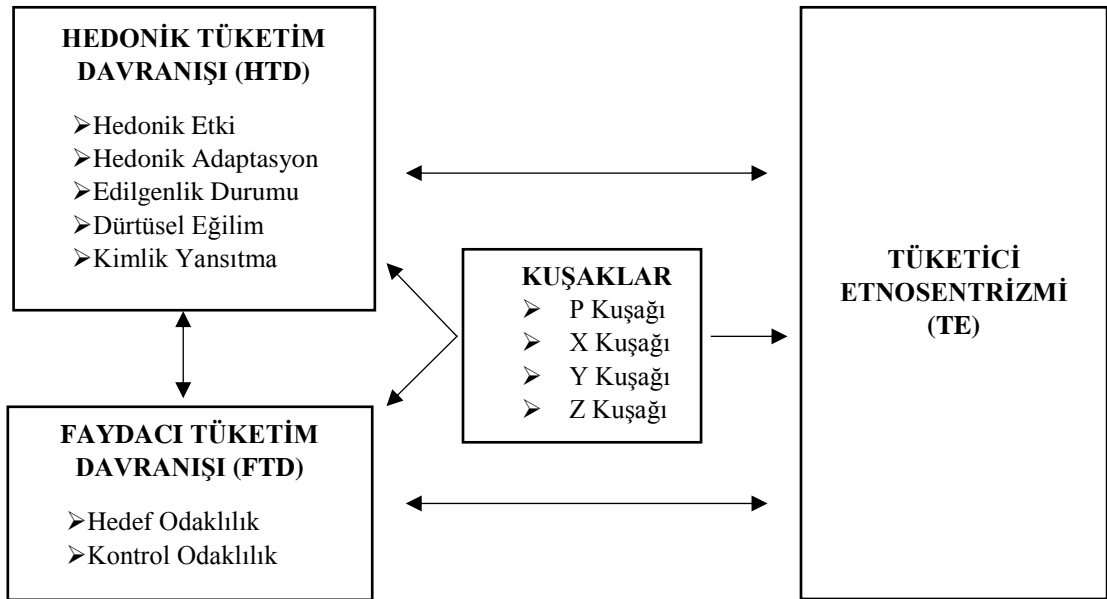 HEDONİK TÜKETİM
DAVRANIŞI (HTD)
➢Hedonik Etki
➢Hedonik Adaptasyon
➢Edilgenlik Durumu
➢Dürtüsel Eğilim
➢Kimlik Yansıtma
FAYDACI TÜKETİM
DAVRANIŞI (FTD)
➢Hedef Odaklılık
➢Kontrol Odaklılık
KUŞAKLAR
➢ P Kuşağı
➢ X Kuşağı
➢ Y Kuşağı
➢ Z Kuşağı
TÜKETİCİ
ETNOSENTRİZMİ
(TE)